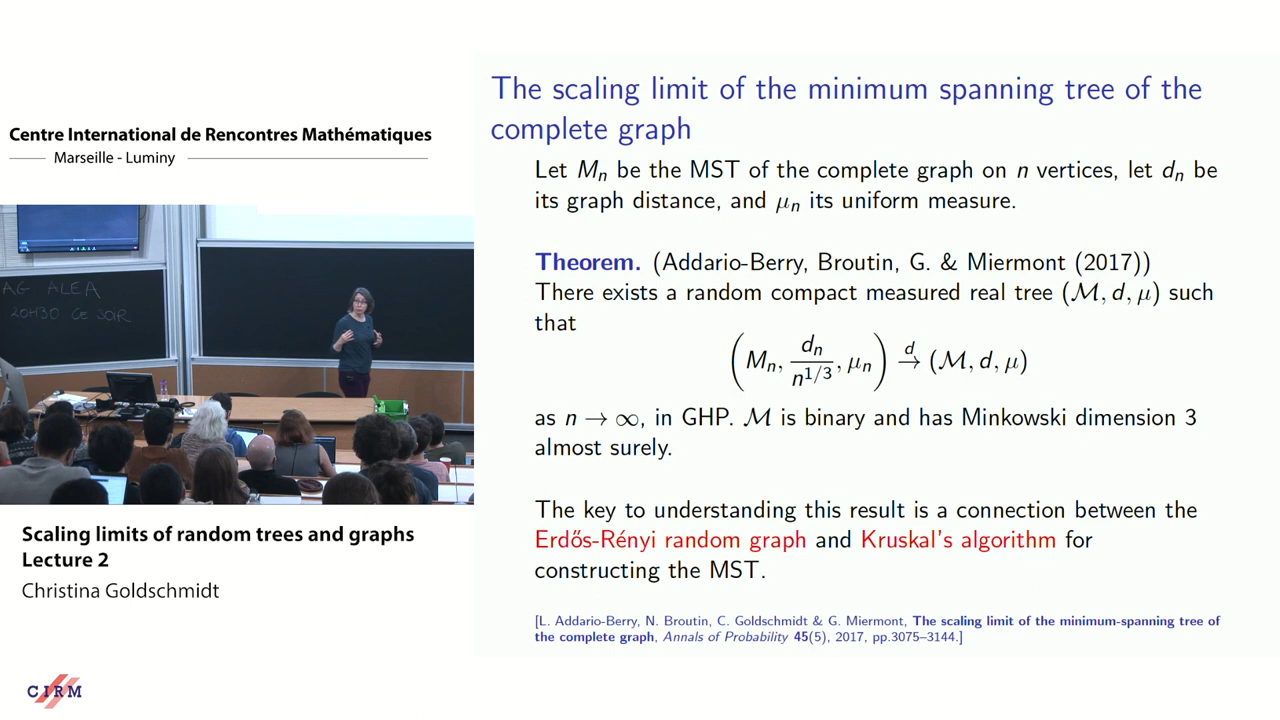 Centre International de Rencontres Mathématiques
Marseille - Luminy
AG ALEA
20H30 Ce SOIR
Scaling limits of random trees and graphs
Lecture 2
Christina Goldschmidt
CIRM
The scaling limit of the minimum spanning tree of the
complete graph
Let Mₙ be the MST of the complete graph on n vertices, let dₙ be
its graph distance, and μₙ its uniform measure.
Theorem. (Addario-Berry, Broutin, G. & Miermont (2017))
There exists a random compact measured real tree (ℳ, d, μ) such
that
(Mₙ, dₙ/n^{1/3}, μₙ) →^d (ℳ, d, μ)
as n → ∞, in GHP. ℳ is binary and has Minkowski dimension 3
almost surely.
The key to understanding this result is a connection between the
Erdős-Rényi random graph and Kruskal's algorithm for
constructing the MST.
[L. Addario-Berry, N. Broutin, C. Goldschmidt & G. Miermont, The scaling limit of the minimum-spanning tree of
the complete graph, Annals of Probability 45(5), 2017, pp.3075–3144.]